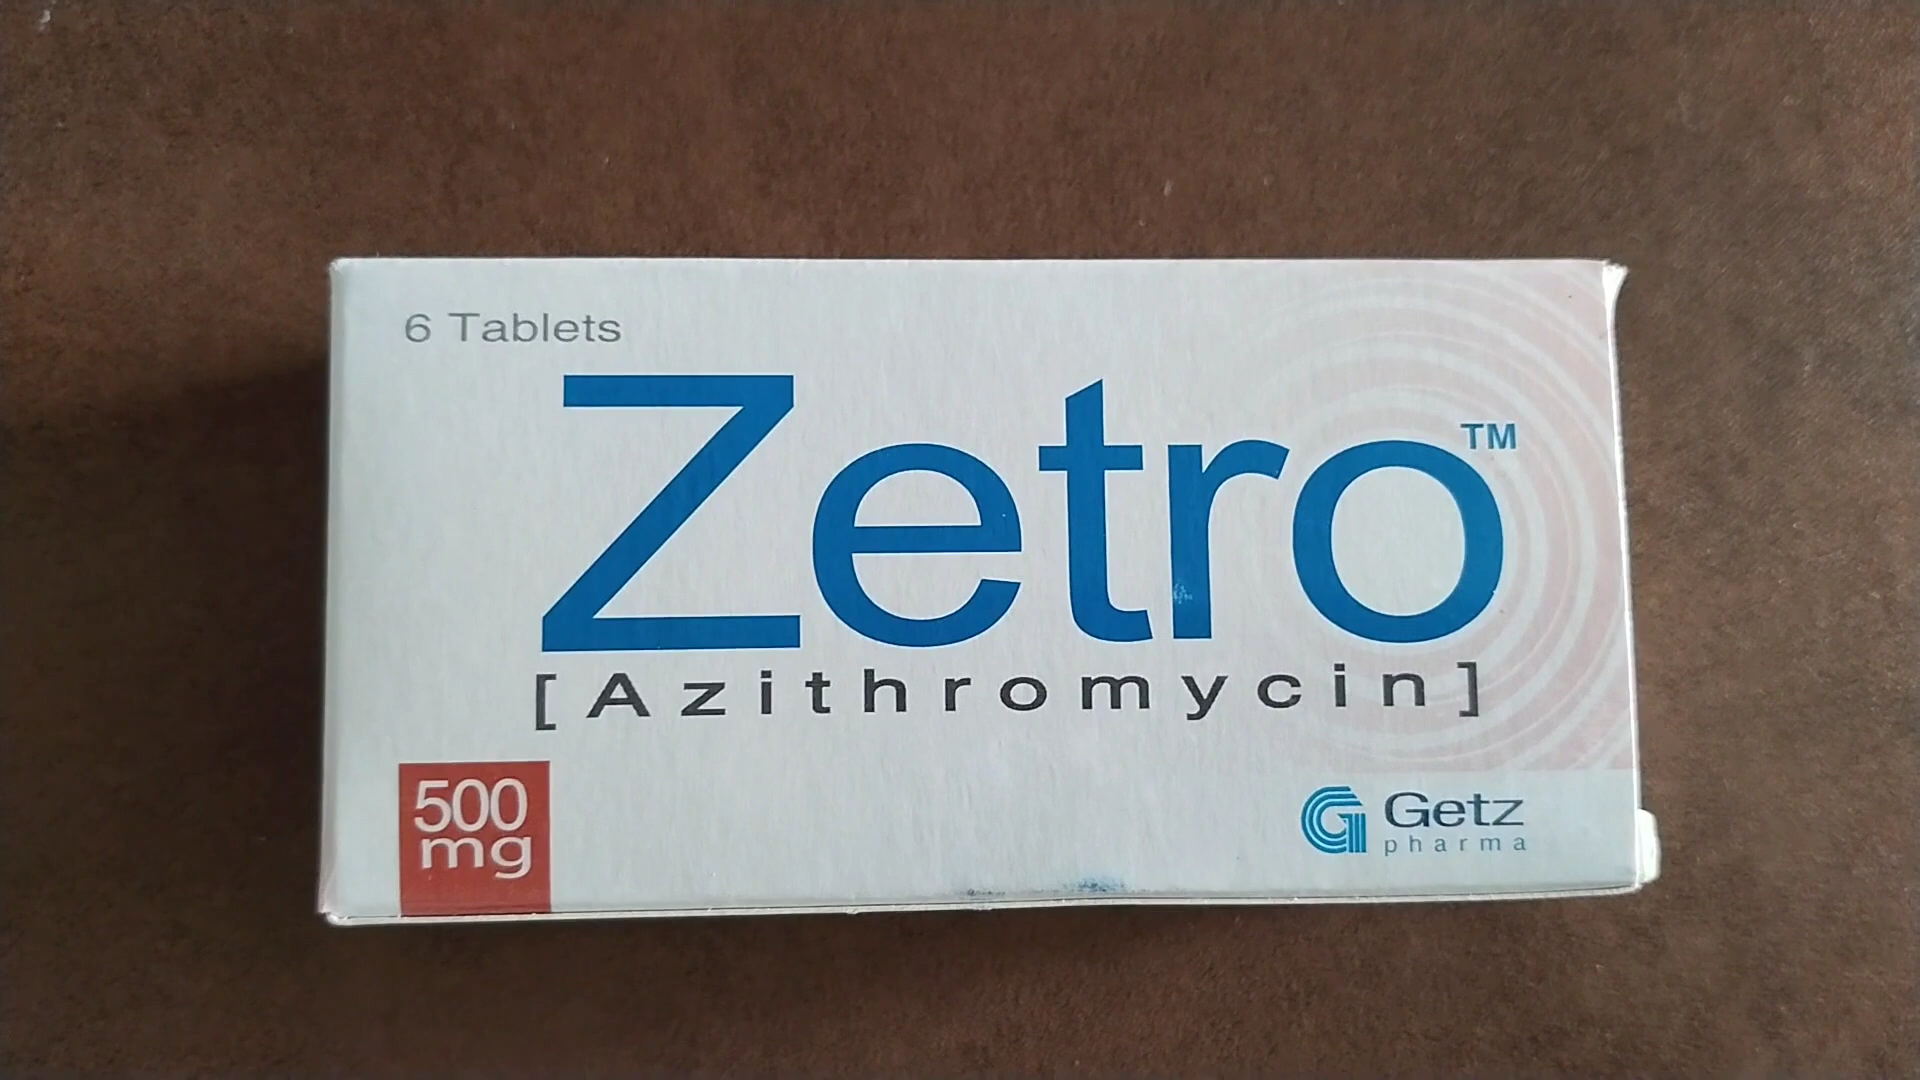 6 Tablets
Zetro™
[Azithromycin]
500
mg
Getz
pharma